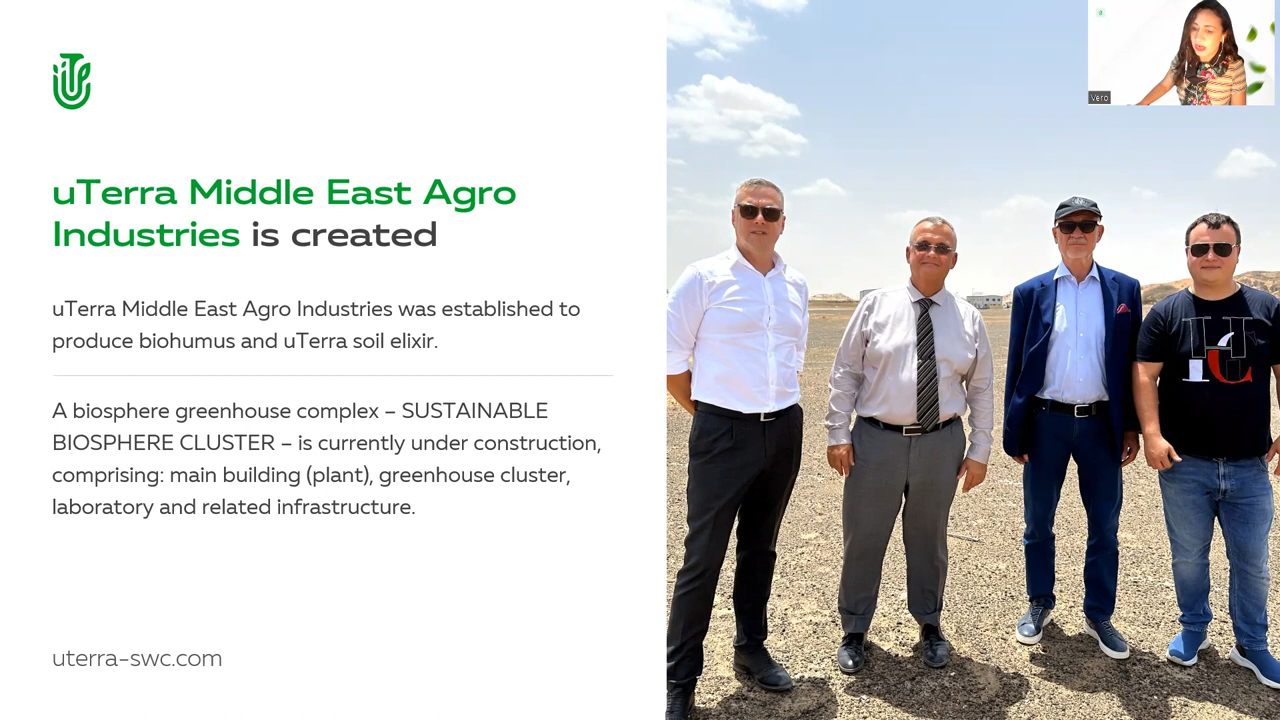 uTerra Middle East Agro
Industries is created
uTerra Middle East Agro Industries was established to
produce biohumus and uTerra soil elixir.
A biosphere greenhouse complex – SUSTAINABLE
BIOSPHERE CLUSTER – is currently under construction,
comprising: main building (plant), greenhouse cluster,
laboratory and related infrastructure.
uterra-swc.com
Vero